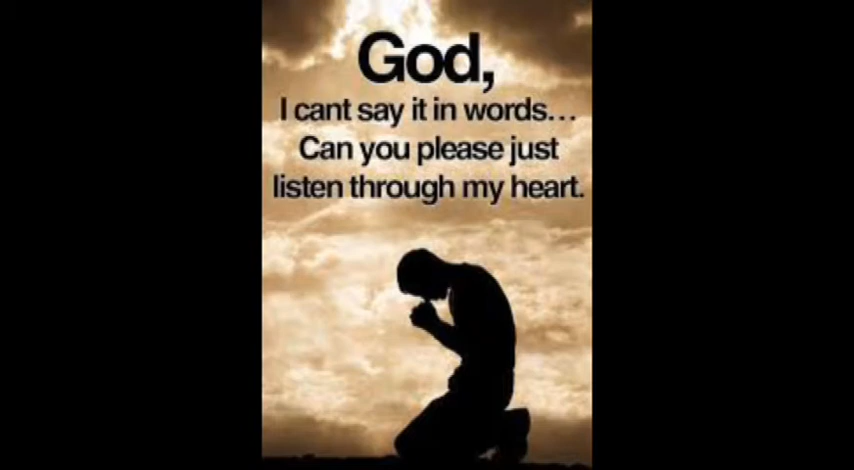 God,
I cant say it in words...
Can you please just
listen through my heart.